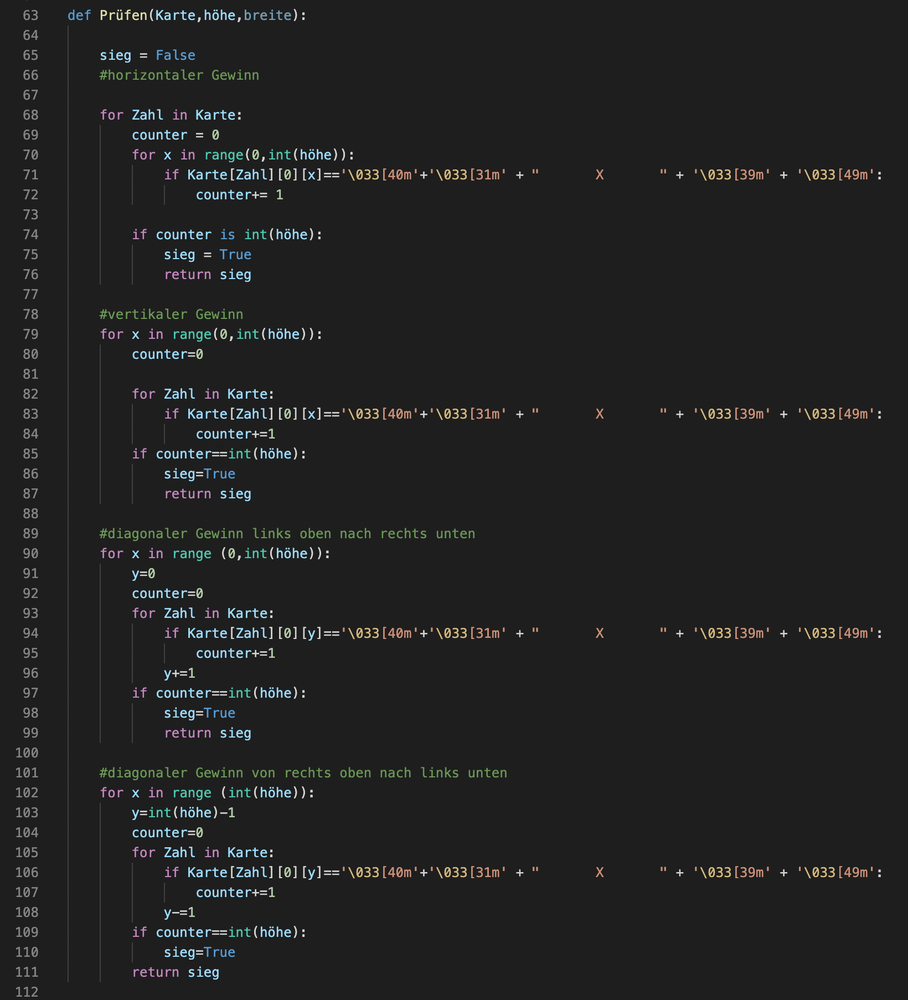 63 def Prüfen(Karte,höhe,breite):
64
65     sieg = False
66     #horizontaler Gewinn
67
68     for Zahl in Karte:
69         counter = 0
70         for x in range(0,int(höhe)):
71             if Karte[Zahl][0][x]=='\033[40m'+'\033[31m' + "       X       " + '\033[39m' + '\033[49m':
72                 counter+= 1
73
74         if counter is int(höhe):
75             sieg = True
76             return sieg
77
78     #vertikaler Gewinn
79     for x in range(0,int(höhe)):
80         counter=0
81
82         for Zahl in Karte:
83             if Karte[Zahl][0][x]=='\033[40m'+'\033[31m' + "       X       " + '\033[39m' + '\033[49m':
84                 counter+=1
85         if counter==int(höhe):
86             sieg=True
87             return sieg
88
89     #diagonaler Gewinn links oben nach rechts unten
90     for x in range (0,int(höhe)):
91         y=0
92         counter=0
93         for Zahl in Karte:
94             if Karte[Zahl][0][y]=='\033[40m'+'\033[31m' + "       X       " + '\033[39m' + '\033[49m':
95                 counter+=1
96             y+=1
97         if counter==int(höhe):
98             sieg=True
99             return sieg
100
101     #diagonaler Gewinn von rechts oben nach links unten
102     for x in range (int(höhe)):
103         y=int(höhe)-1
104         counter=0
105         for Zahl in Karte:
106             if Karte[Zahl][0][y]=='\033[40m'+'\033[31m' + "       X       " + '\033[39m' + '\033[49m':
107                 counter+=1
108             y-=1
109         if counter==int(höhe):
110             sieg=True
111         return sieg
112